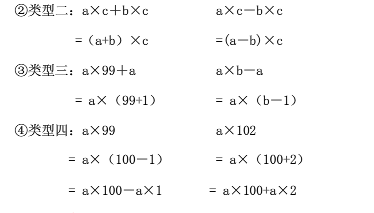 ②类型二：a×c＋b×c a×c－b×c
=（a+b）×c =(a－b)×c
③类型三：a×99＋a a×b－a
= a×（99+1） = a×（b－1）
④类型四：a×99 a×102
= a×（100－1） = a×（100+2）
= a×100－a×1 = a×100+a×2